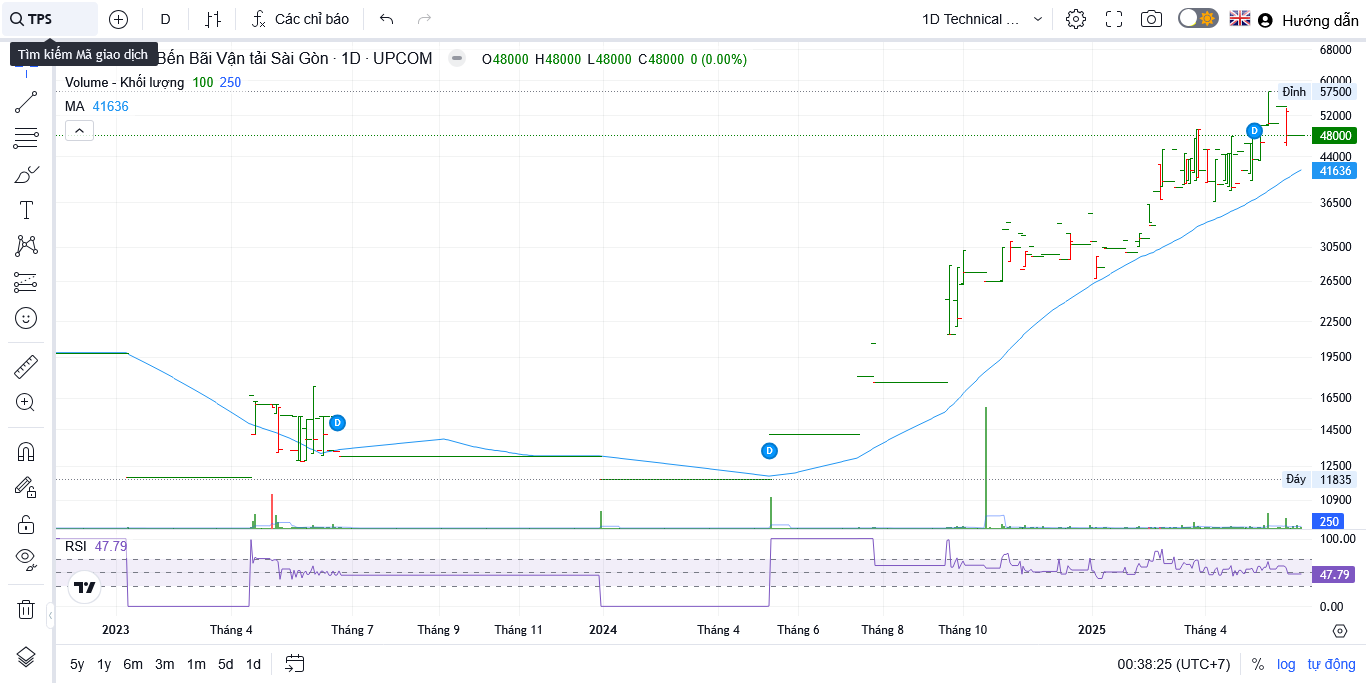 TPS
D
Các chỉ báo
1D Technical ...
Hướng dẫn
Tìm kiếm Mã giao dịch
Bến Bãi Vận tải Sài Gòn · 1D · UPCOM
O48000 H48000 L48000 C48000 0 (0.00%)
Volume - Khối lượng 100 250
MA 41636
68000
60000
Đỉnh 57500
52000
48000
44000
41636
36500
30500
26500
22500
19500
16500
14500
12500
Đáy 11835
10900
250
D
D
D
RSI 47.79
100.00
47.79
0.00
2023 Tháng 4 Tháng 7 Tháng 9 Tháng 11 2024 Tháng 4 Tháng 6 Tháng 8 Tháng 10 2025 Tháng 4
5y 1y 6m 3m 1m 5d 1d
00:38:25 (UTC+7) % log tự động